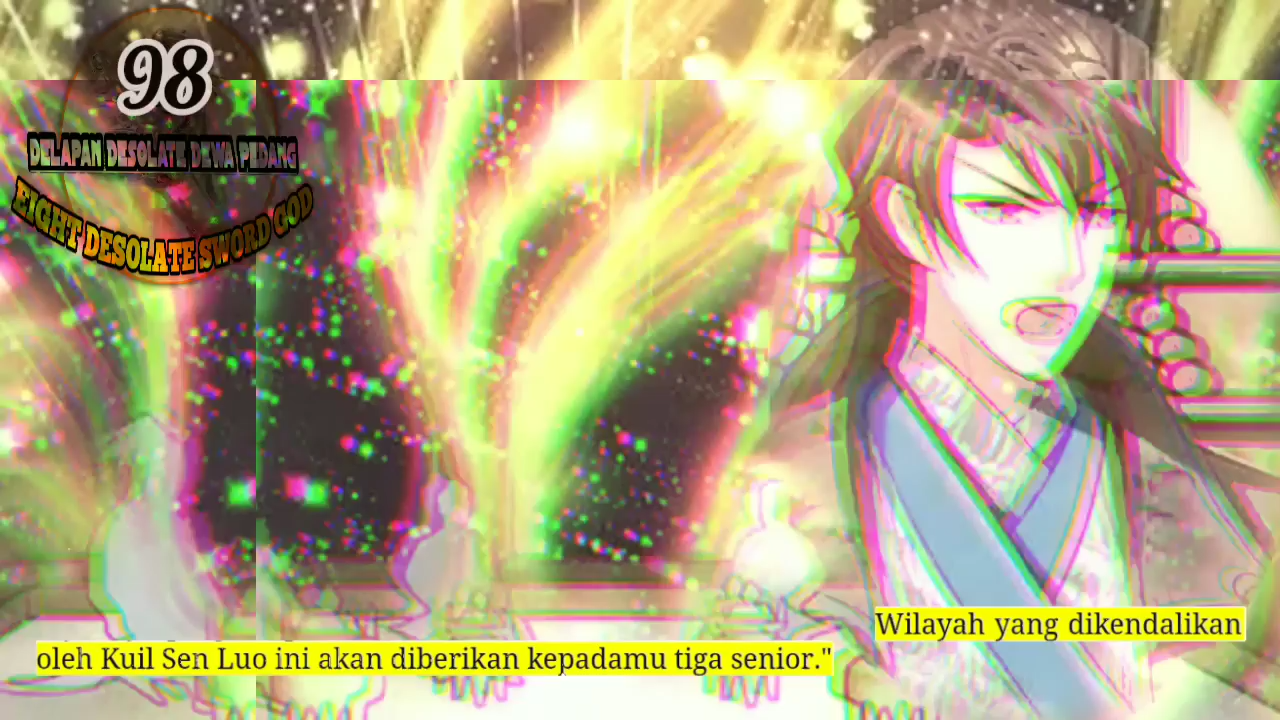 98
DELAPAN DESOLATE DEWA PEDANG
EIGHT DESOLATE SWORD GOD
Wilayah yang dikendalikan
oleh Kuil Sen Luo ini akan diberikan kepadamu tiga senior."